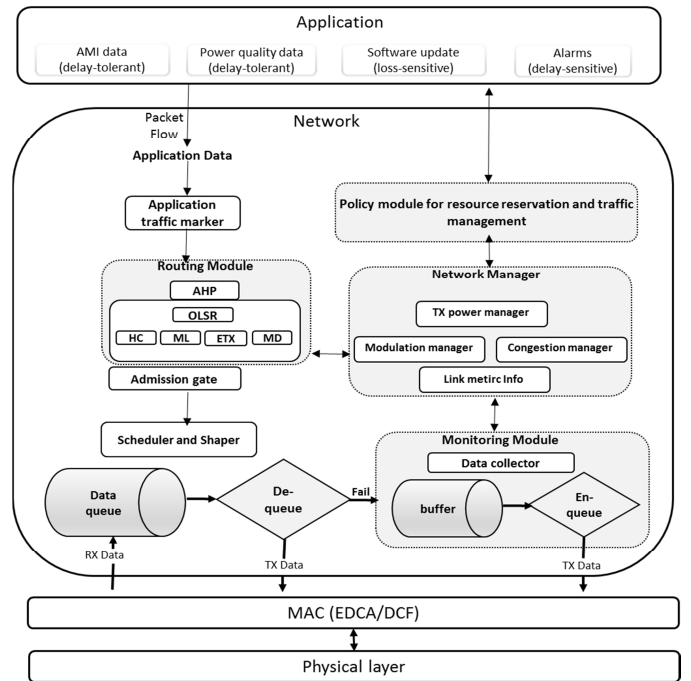 Application
AMI data
(delay-tolerant)
Power quality data
(delay-tolerant)
Software update
(loss-sensitive)
Alarms
(delay-sensitive)
Network
Packet
Flow
Application Data
Application
traffic marker
Policy module for resource reservation and traffic
management
Routing Module
AHP
OLSR
HC
ML
ETX
MD
Network Manager
TX power manager
Modulation manager
Congestion manager
Link metirc Info
Admission gate
Scheduler and Shaper
Monitoring Module
Data collector
Data
queue
De-
queue
Fail
buffer
En-
queue
RX Data
TX Data
TX Data
MAC (EDCA/DCF)
Physical layer